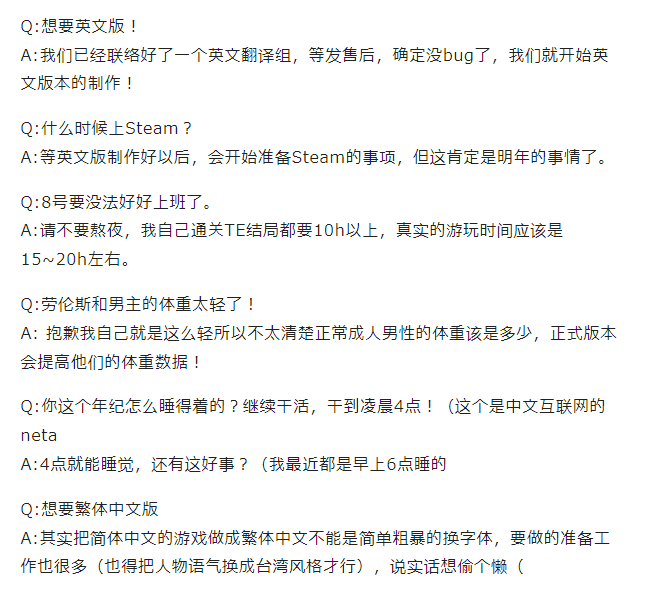 Q:想要英文版！
A:我们已经联络好了一个英文翻译组，等发售后，确定没bug了，我们就开始英
文版本的制作！
Q:什么时候上Steam？
A:等英文版制作好以后，会开始准备Steam的事项，但这肯定是明年的事情了。
Q:8号要没法好好上班了。
A:请不要熬夜，我自己通关TE结局都要10h以上，真实的游玩时间应该是
15~20h左右。
Q:劳伦斯和男主的体重太轻了！
A: 抱歉我自己就是这么轻所以不太清楚正常成人男性的体重该是多少，正式版本
会提高他们的体重数据！
Q:你这个年纪怎么睡得着的？继续干活，干到凌晨4点！（这个是中文互联网的
neta
A:4点就能睡觉，还有这好事？（我最近都是早上6点睡的
Q:想要繁体中文版
A:其实把简体中文的游戏做成繁体中文不能是简单粗暴的换字体，要做的准备工
作也很多（也得把人物语气换成台湾风格才行），说实话想偷个懒（